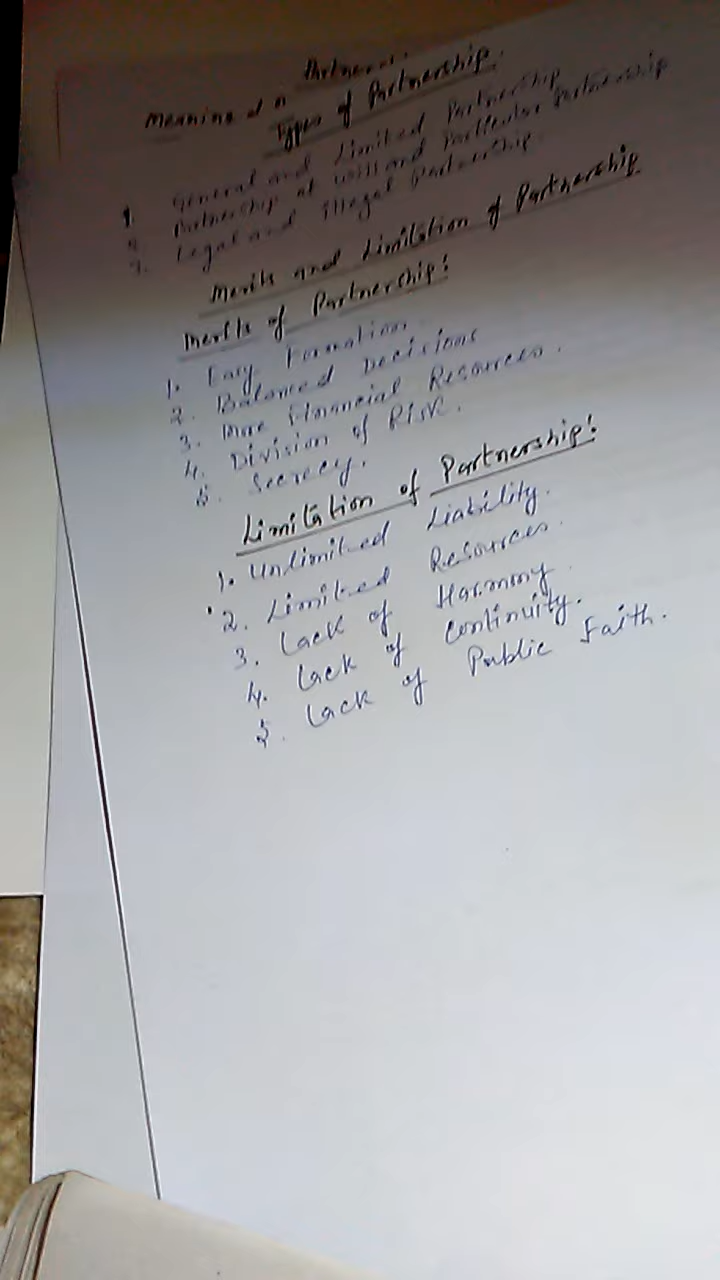 Meaning
Types of Partnership:
1. General and Limited Partnership
2. Partnership at will and Particular Partnership
3. Legal and Illegal Partnership.
Merits and Limitation of Partnership
Merits of Partnership:
1. Easy Formation.
2. Balanced Decisions
3. More Financial Resources.
4. Division of Risk.
5. Secrecy.
Limitation of Partnership:
1. Unlimited Liability.
2. Limited Resources.
3. Lack of Harmony.
4. Lack of Continuity.
5. Lack of Public Faith.